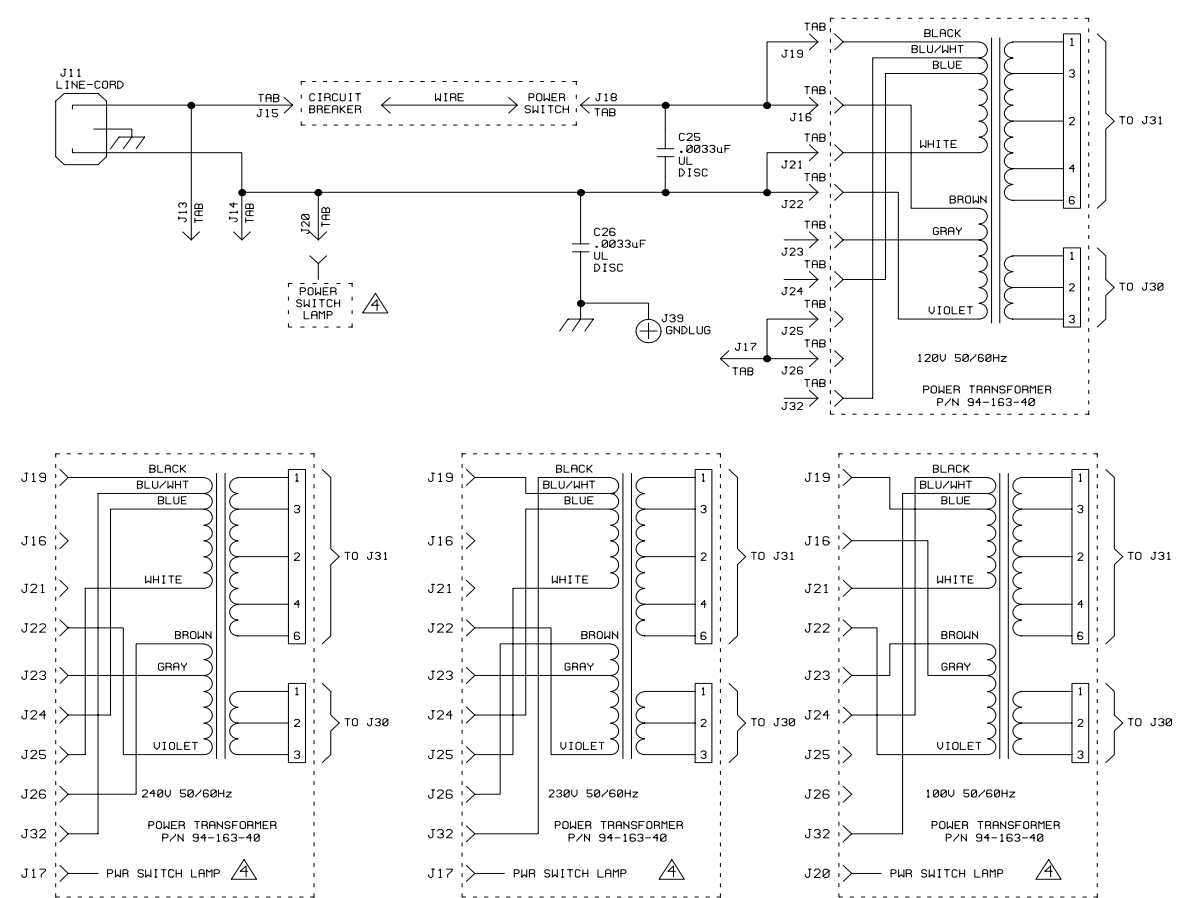 J11
LINE-CORD
TAB
J15
CIRCUIT
BREAKER
WIRE
POWER
SWITCH
J18
TAB
J13
TAB
J14
TAB
J20
TAB
POWER
SWITCH
LAMP
4
C25
.0033uF
UL
DISC
C26
.0033uF
UL
DISC
J39
GNDLUG
TAB
J19
TAB
J16
TAB
J21
TAB
J22
TAB
J23
TAB
J24
TAB
J25
J17
TAB
TAB
J26
TAB
J32
BLACK
BLU/WHT
BLUE
WHITE
BROWN
GRAY
VIOLET
1
3
2
4
6
TO J31
1
2
3
TO J30
120V 50/60Hz
POWER TRANSFORMER
P/N 94-163-40
J19
J16
J21
J22
J23
J24
J25
J26
J32
J17
BLACK
BLU/WHT
BLUE
WHITE
BROWN
GRAY
VIOLET
1
3
2
4
6
TO J31
1
2
3
TO J30
240V 50/60Hz
POWER TRANSFORMER
P/N 94-163-40
PWR SWITCH LAMP
4
J19
J16
J21
J22
J23
J24
J25
J26
J32
J17
BLACK
BLU/WHT
BLUE
WHITE
BROWN
GRAY
VIOLET
1
3
2
4
6
TO J31
1
2
3
TO J30
230V 50/60Hz
POWER TRANSFORMER
P/N 94-163-40
PWR SWITCH LAMP
4
J19
J16
J21
J22
J23
J24
J25
J26
J32
J20
BLACK
BLU/WHT
BLUE
WHITE
BROWN
GRAY
VIOLET
1
3
2
4
6
TO J31
1
2
3
TO J30
100V 50/60Hz
POWER TRANSFORMER
P/N 94-163-40
PWR SWITCH LAMP
4